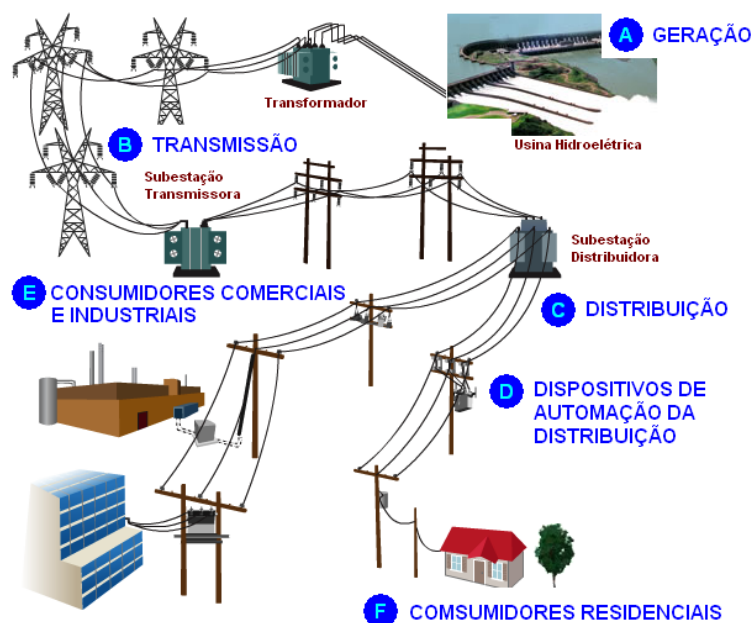 A GERAÇÃO
Transformador
Usina Hidroelétrica
B TRANSMISSÃO
Subestação
Transmissora
Subestação
Distribuidora
E CONSUMIDORES COMERCIAIS
E INDUSTRIAIS
C DISTRIBUIÇÃO
D DISPOSITIVOS DE
AUTOMAÇÃO DA
DISTRIBUIÇÃO
F COMSUMIDORES RESIDENCIAIS